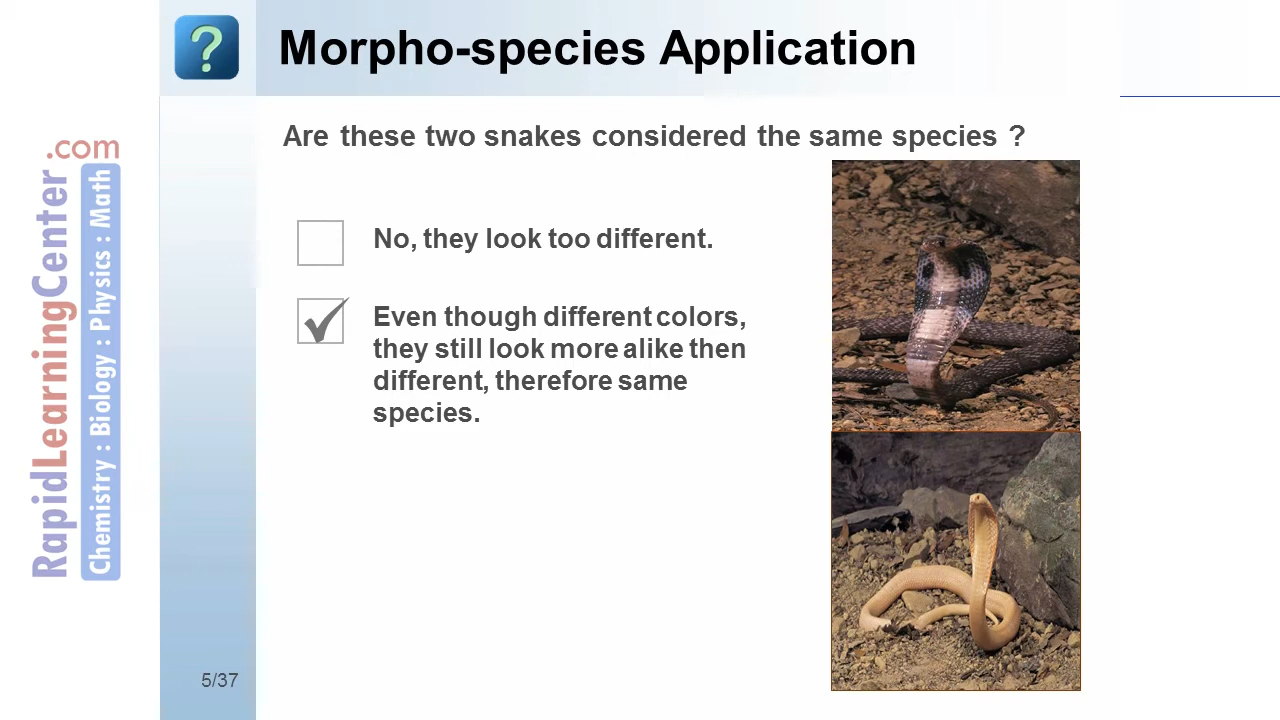 ?
Morpho-species Application
Are these two snakes considered the same species ?
No, they look too different.
Even though different colors,
they still look more alike then
different, therefore same
species.
RapidLearningCenter.com
Chemistry : Biology : Physics : Math
5/37